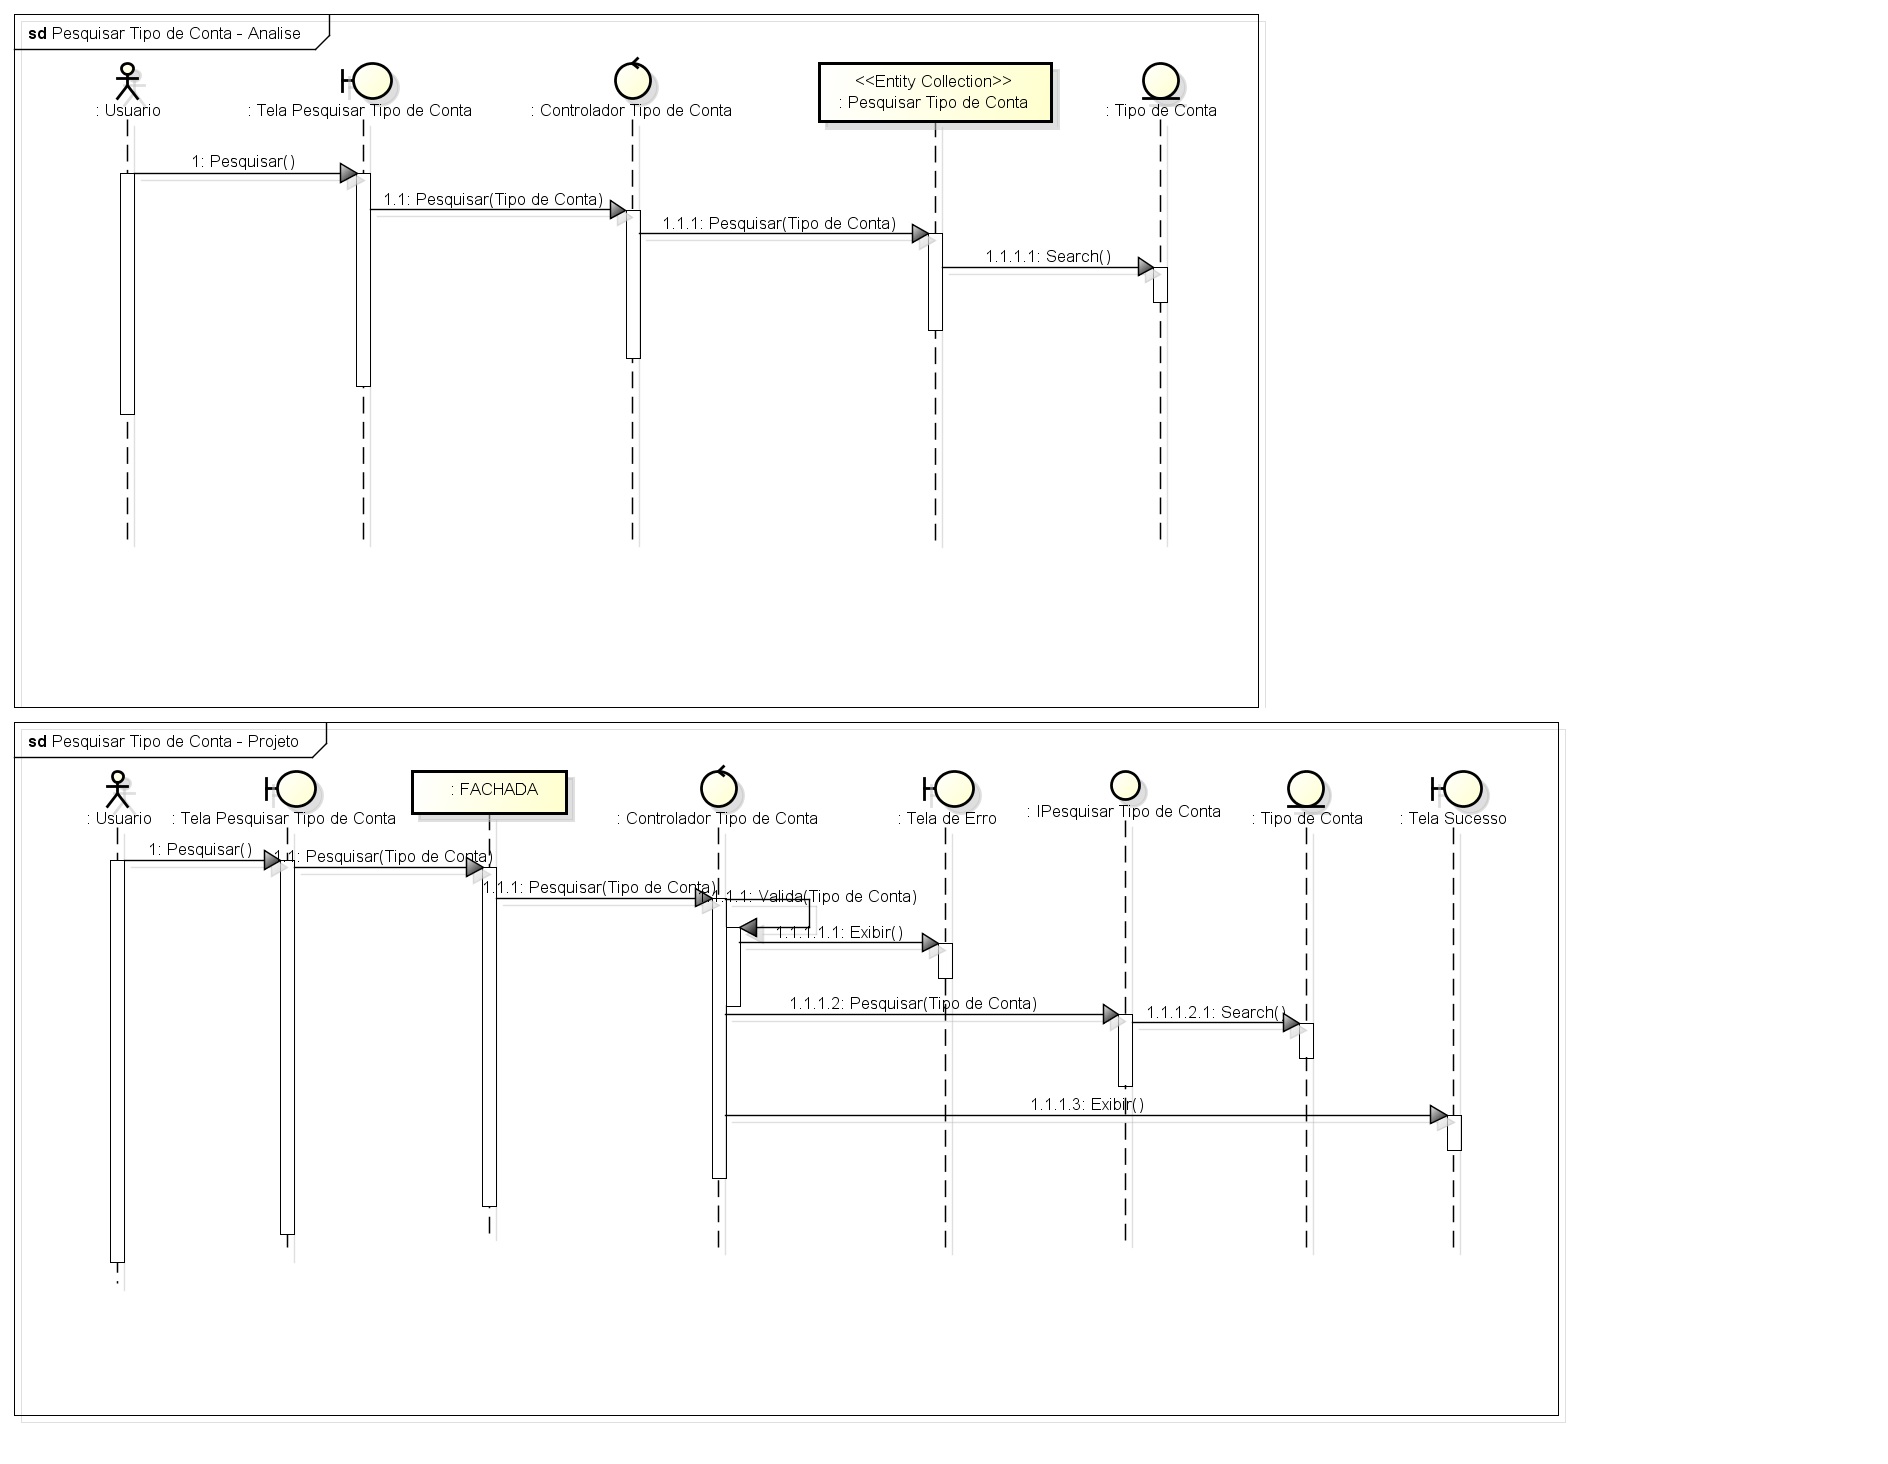 sd Pesquisar Tipo de Conta - Analise
: Usuario
: Tela Pesquisar Tipo de Conta
: Controlador Tipo de Conta
<<Entity Collection>>
: Pesquisar Tipo de Conta
: Tipo de Conta
1: Pesquisar()
1.1: Pesquisar(Tipo de Conta)
1.1.1: Pesquisar(Tipo de Conta)
1.1.1.1: Search()
sd Pesquisar Tipo de Conta - Projeto
: Usuario
: Tela Pesquisar Tipo de Conta
: FACHADA
: Controlador Tipo de Conta
: Tela de Erro
: IPesquisar Tipo de Conta
: Tipo de Conta
: Tela Sucesso
1: Pesquisar()
1.1: Pesquisar(Tipo de Conta)
1.1.1: Pesquisar(Tipo de Conta)
1.1.1.1: Valida(Tipo de Conta)
1.1.1.1.1: Exibir()
1.1.1.2: Pesquisar(Tipo de Conta)
1.1.1.2.1: Search()
1.1.1.3: Exibir()